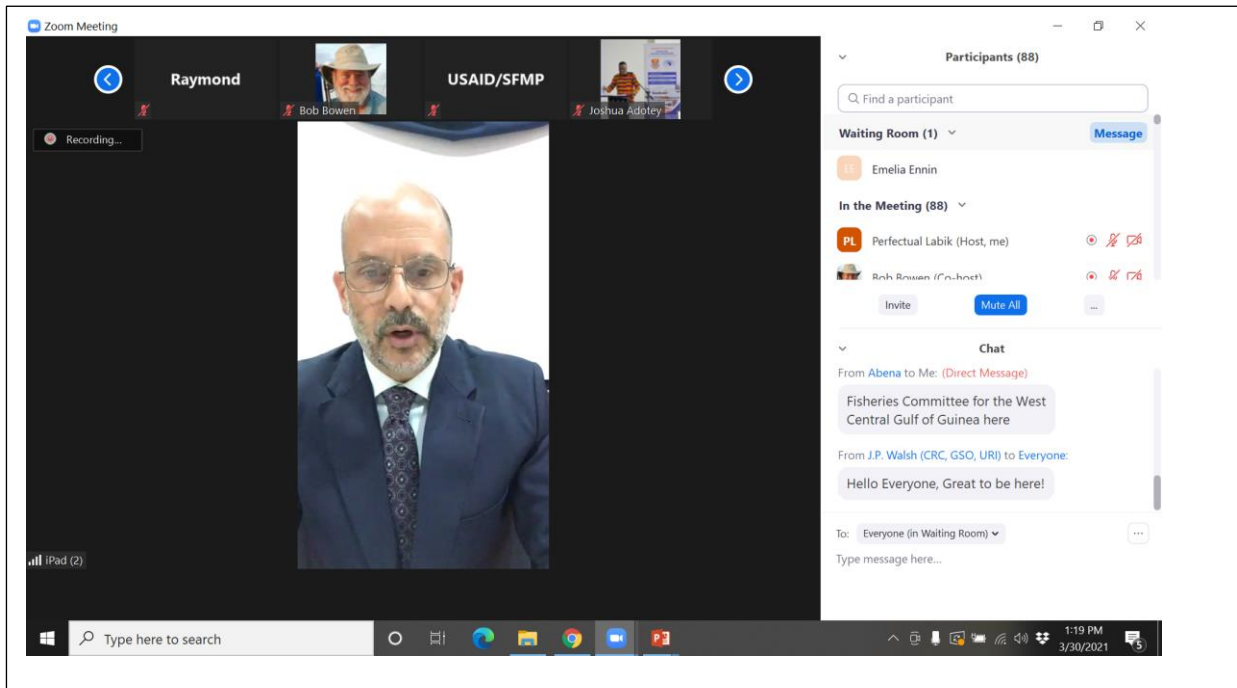 Zoom Meeting
Raymond
Bob Bowen
USAID/SFMP
Joshua Adotey
Recording...
iPad (2)
Participants (88)
Find a participant
Waiting Room (1)
Message
EE
Emelia Ennin
In the Meeting (88)
PL
Perfectual Labik (Host, me)
Bob Bowen (Co-host)
Invite
Mute All
...
Chat
From Abena to Me: (Direct Message)
Fisheries Committee for the West
Central Gulf of Guinea here
From J.P. Walsh (CRC, GSO, URI) to Everyone:
Hello Everyone, Great to be here!
To: Everyone (in Waiting Room)
...
Type message here...
Type here to search
1:19 PM
3/30/2021
5